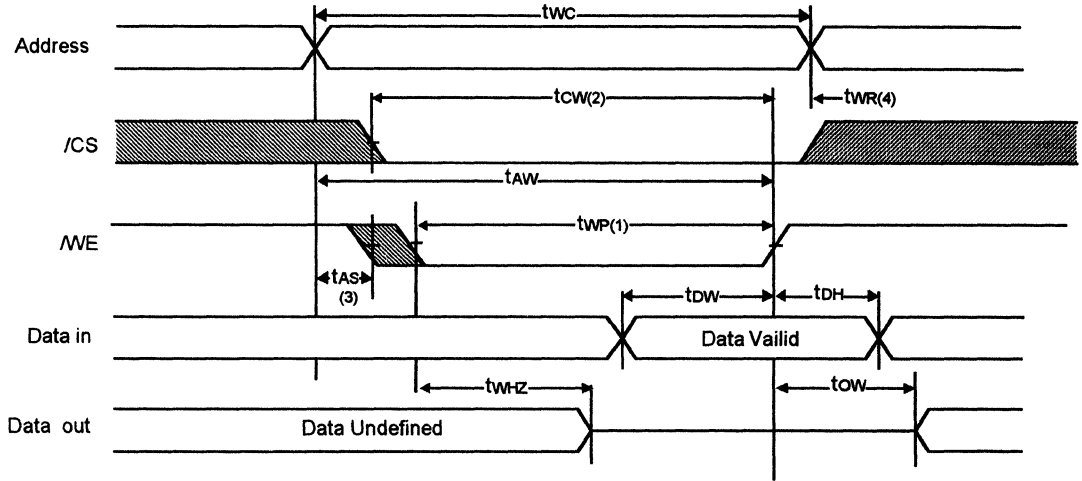 tWC
Address
tCW(2)
tWR(4)
/CS
tAW
/WE
tWP(1)
tAS
(3)
tDW
tDH
Data in
Data Vailid
tWHZ
tOW
Data out
Data Undefined